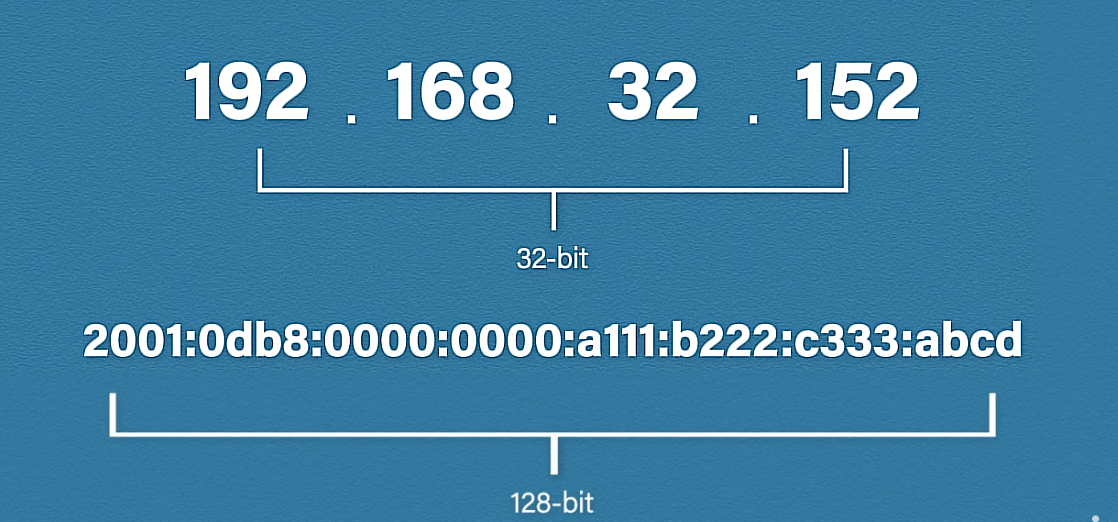 192 . 168 . 32 . 152
32-bit
2001:0db8:0000:0000:a111:b222:c333:abcd
128-bit